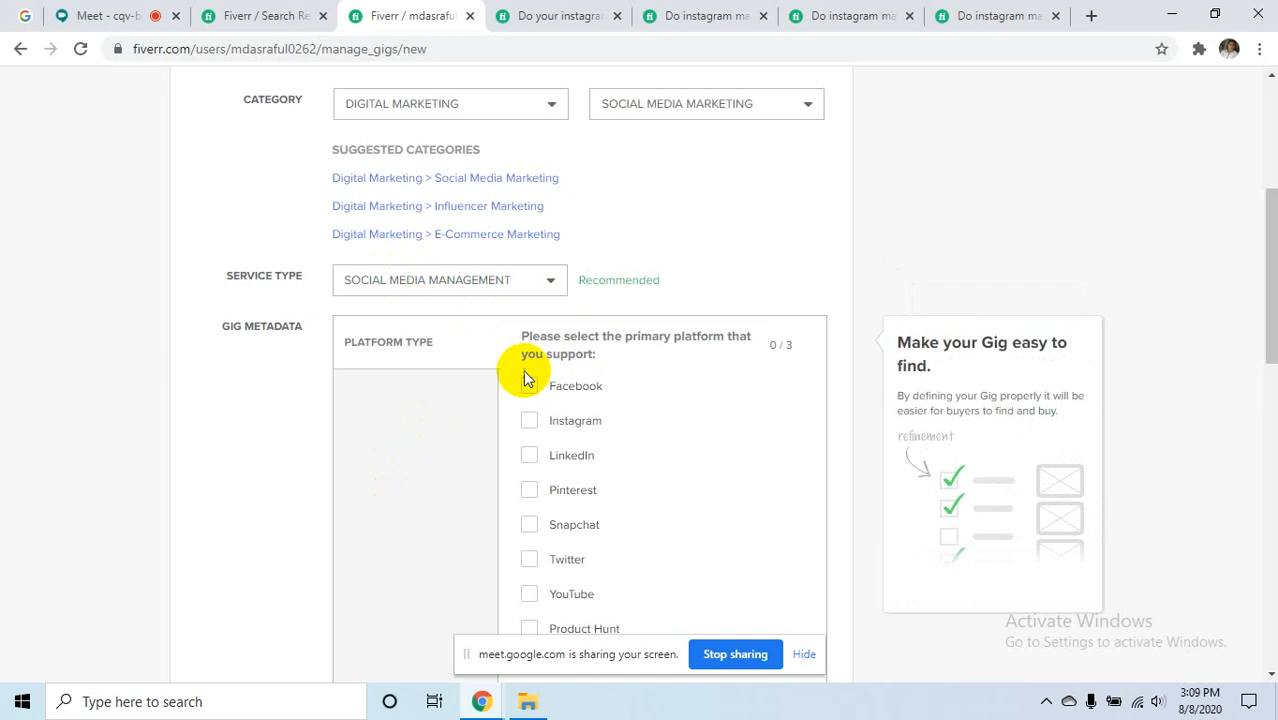 Meet - cqv-b
Fiverr / Search Re
Fiverr / mdasraful
Do your instagram
Do instagram ma
Do instagram ma
Do instagram ma
fiverr.com/users/mdasraful0262/manage_gigs/new
CATEGORY
DIGITAL MARKETING
SOCIAL MEDIA MARKETING
SUGGESTED CATEGORIES
Digital Marketing > Social Media Marketing
Digital Marketing > Influencer Marketing
Digital Marketing > E-Commerce Marketing
SERVICE TYPE
SOCIAL MEDIA MANAGEMENT
Recommended
GIG METADATA
PLATFORM TYPE
Please select the primary platform that
you support:
0 / 3
Facebook
Instagram
LinkedIn
Pinterest
Snapchat
Twitter
YouTube
Product Hunt
Make your Gig easy to
find.
By defining your Gig properly it will be
easier for buyers to find and buy.
refinement
Activate Windows
Go to Settings to activate Windows.
meet.google.com is sharing your screen.
Stop sharing
Hide
Type here to search
3:09 PM
8/8/2020